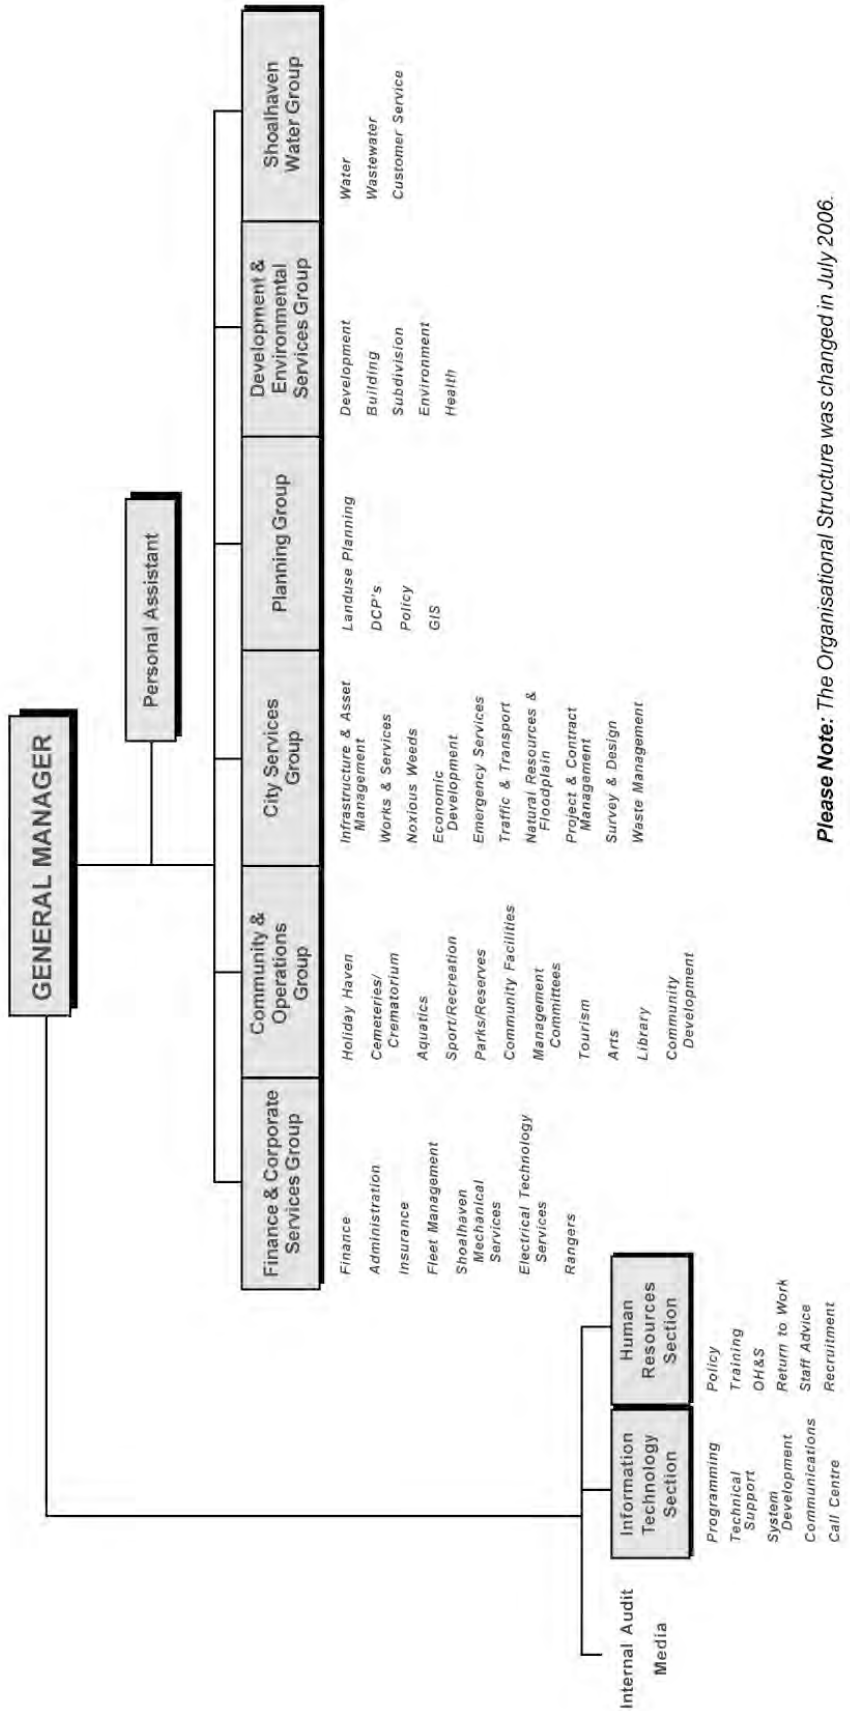 GENERAL MANAGER
Personal Assistant
Finance & Corporate
Services Group
Finance
Administration
Insurance
Fleet Management
Shoalhaven
Mechanical
Services
Electrical Technology
Services
Rangers
Community &
Operations
Group
Holiday Haven
Cemeteries/
Crematorium
Aquatics
Sport/Recreation
Parks/Reserves
Community Facilities
Management
Committees
Tourism
Arts
Library
Community
Development
City Services
Group
Infrastructure & Asset
Management
Works & Services
Noxious Weeds
Economic
Development
Emergency Services
Traffic & Transport
Natural Resources &
Floodplain
Project & Contract
Management
Survey & Design
Waste Management
Planning Group
Landuse Planning
DCP's
Policy
GIS
Development &
Environmental
Services Group
Development
Building
Subdivision
Environment
Health
Shoalhaven
Water Group
Water
Wastewater
Customer Service
Internal Audit
Media
Information
Technology
Section
Programming
Technical
Support
System
Development
Communications
Call Centre
Human
Resources
Section
Policy
Training
OH&S
Return to Work
Staff Advice
Recruitment
Please Note: The Organisational Structure was changed in July 2006.